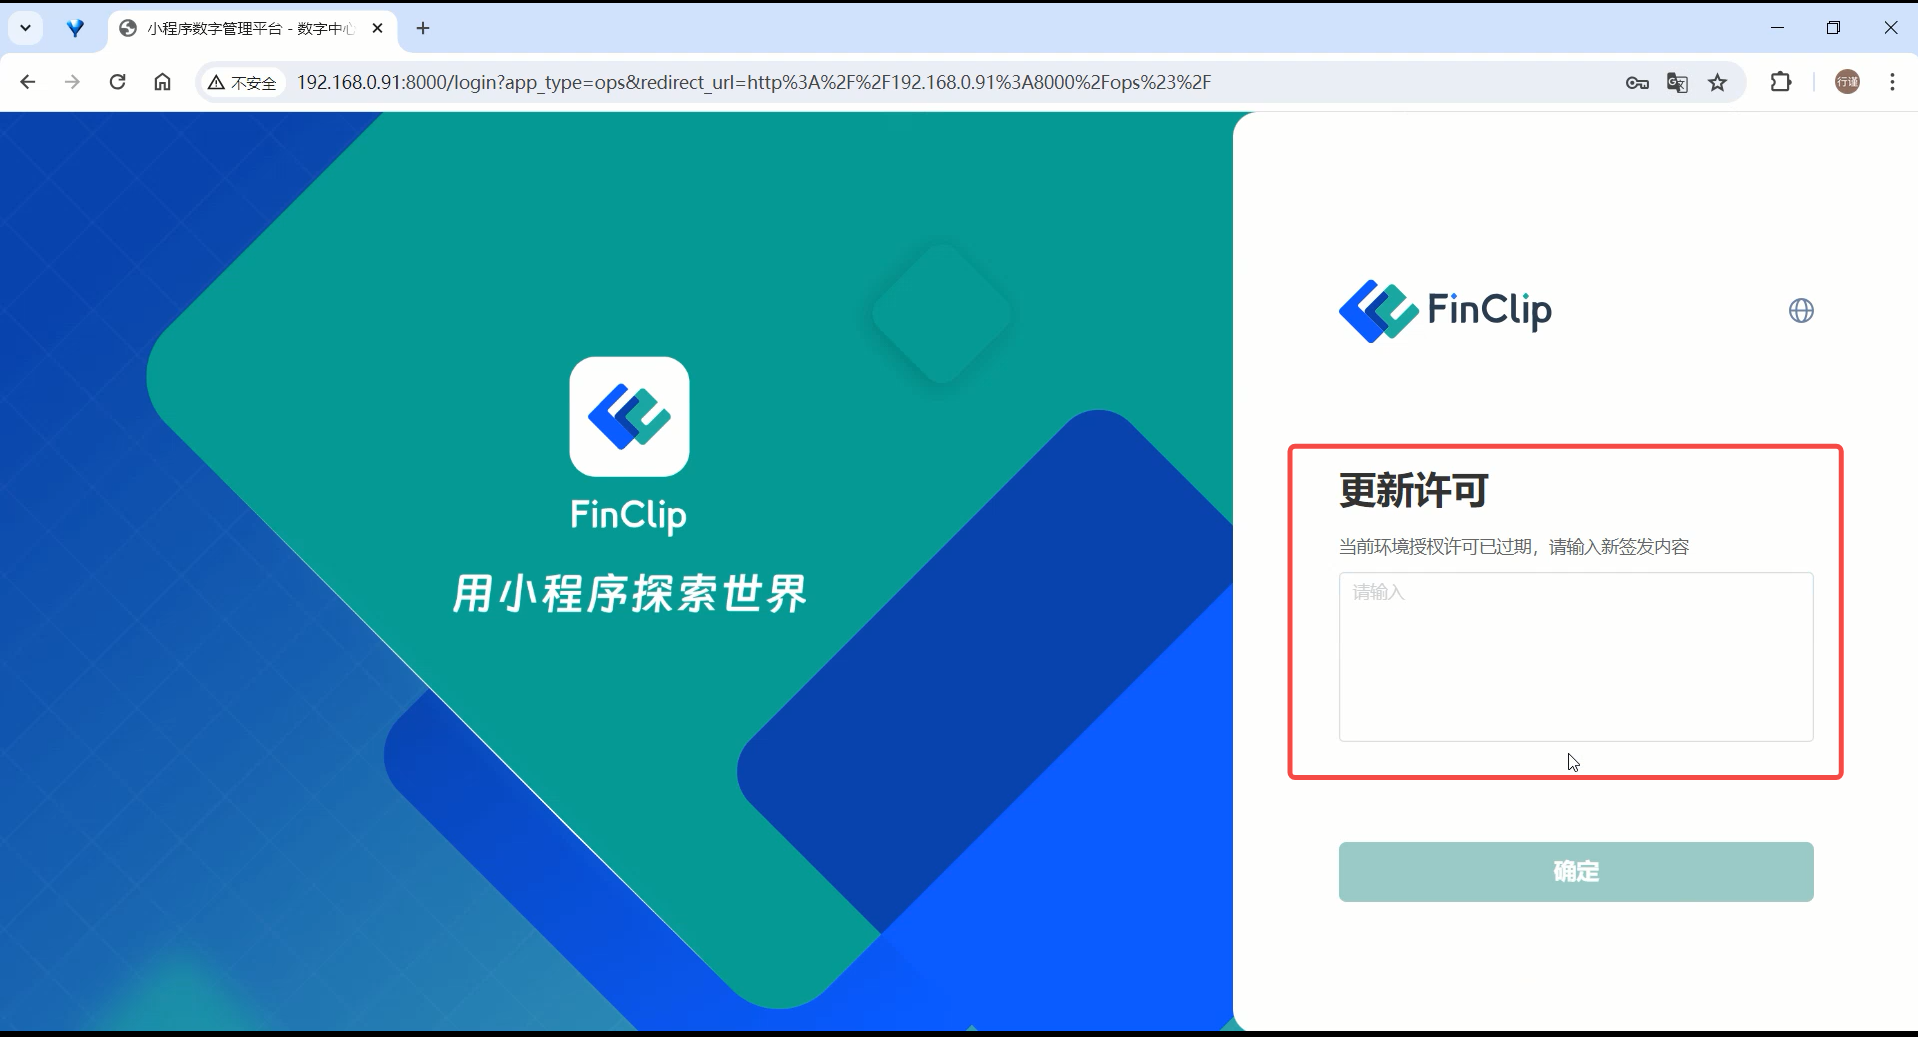 小程序数字管理平台 - 数字中心
不安全
192.168.0.91:8000/login?app_type=ops&redirect_url=http%3A%2F%2F192.168.0.91%3A8000%2Fops%23%2F
行谨
FinClip
用小程序探索世界
FinClip
更新许可
当前环境授权许可已过期，请输入新签发内容
请输入
确定